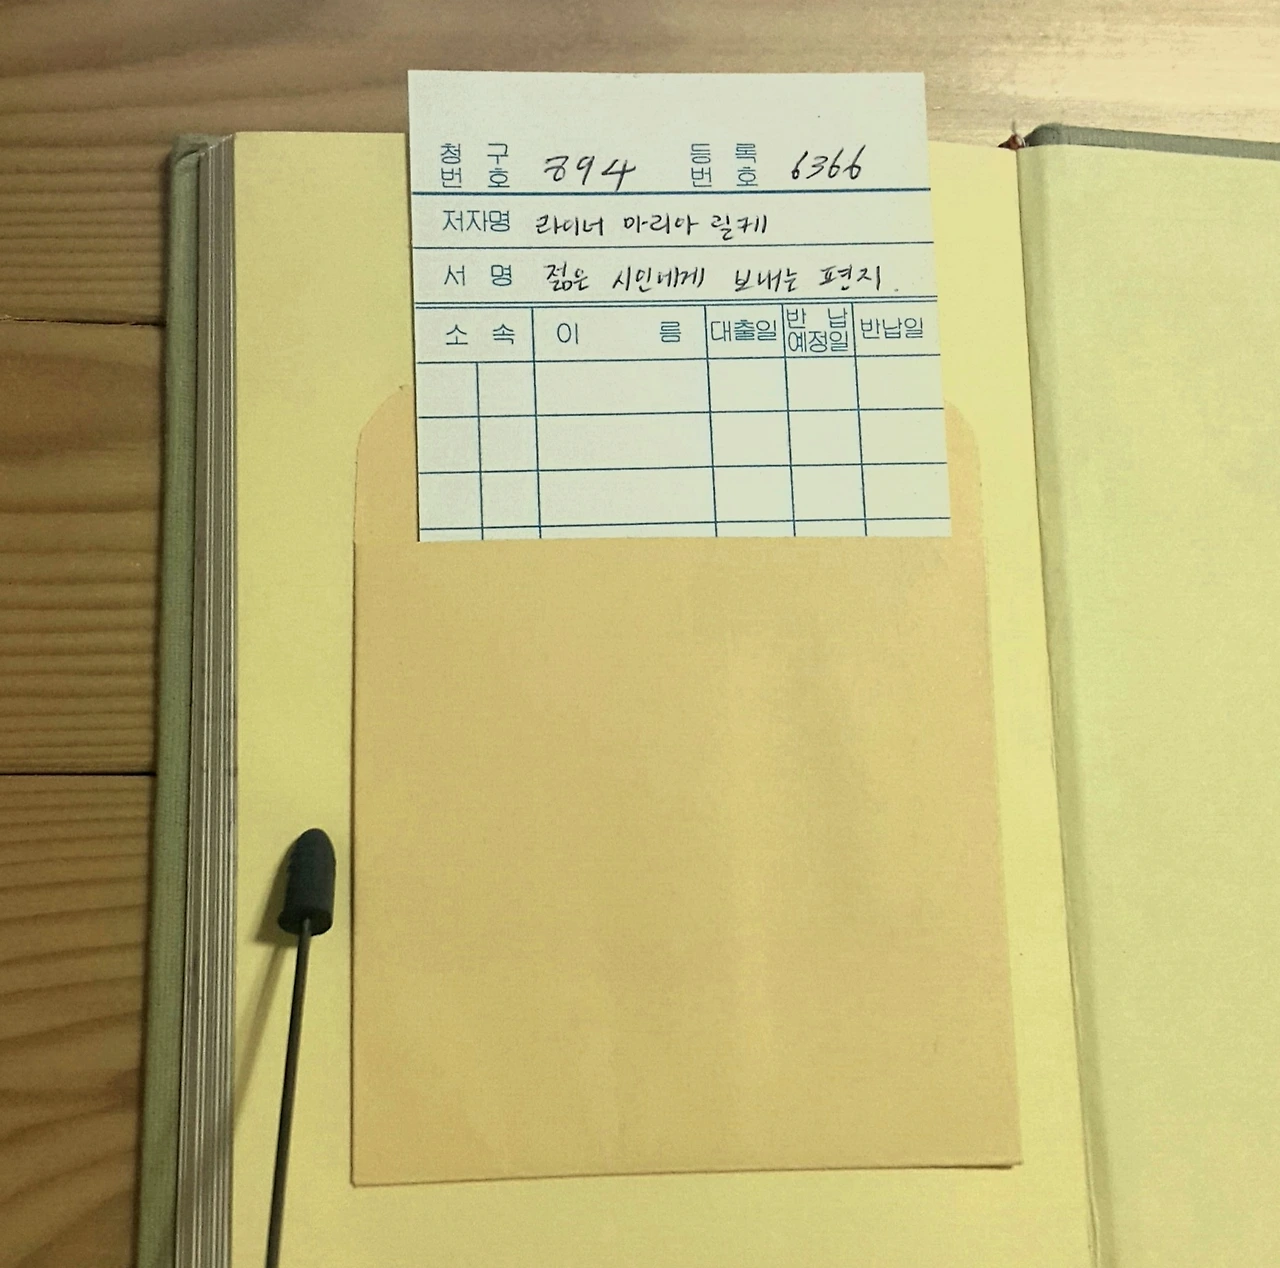 청구번호 894 등록번호 6366
저자명 라이너 마리아 릴케
서명 젊은 시인에게 보내는 편지.
소속 이름 대출일 반납예정일 반납일